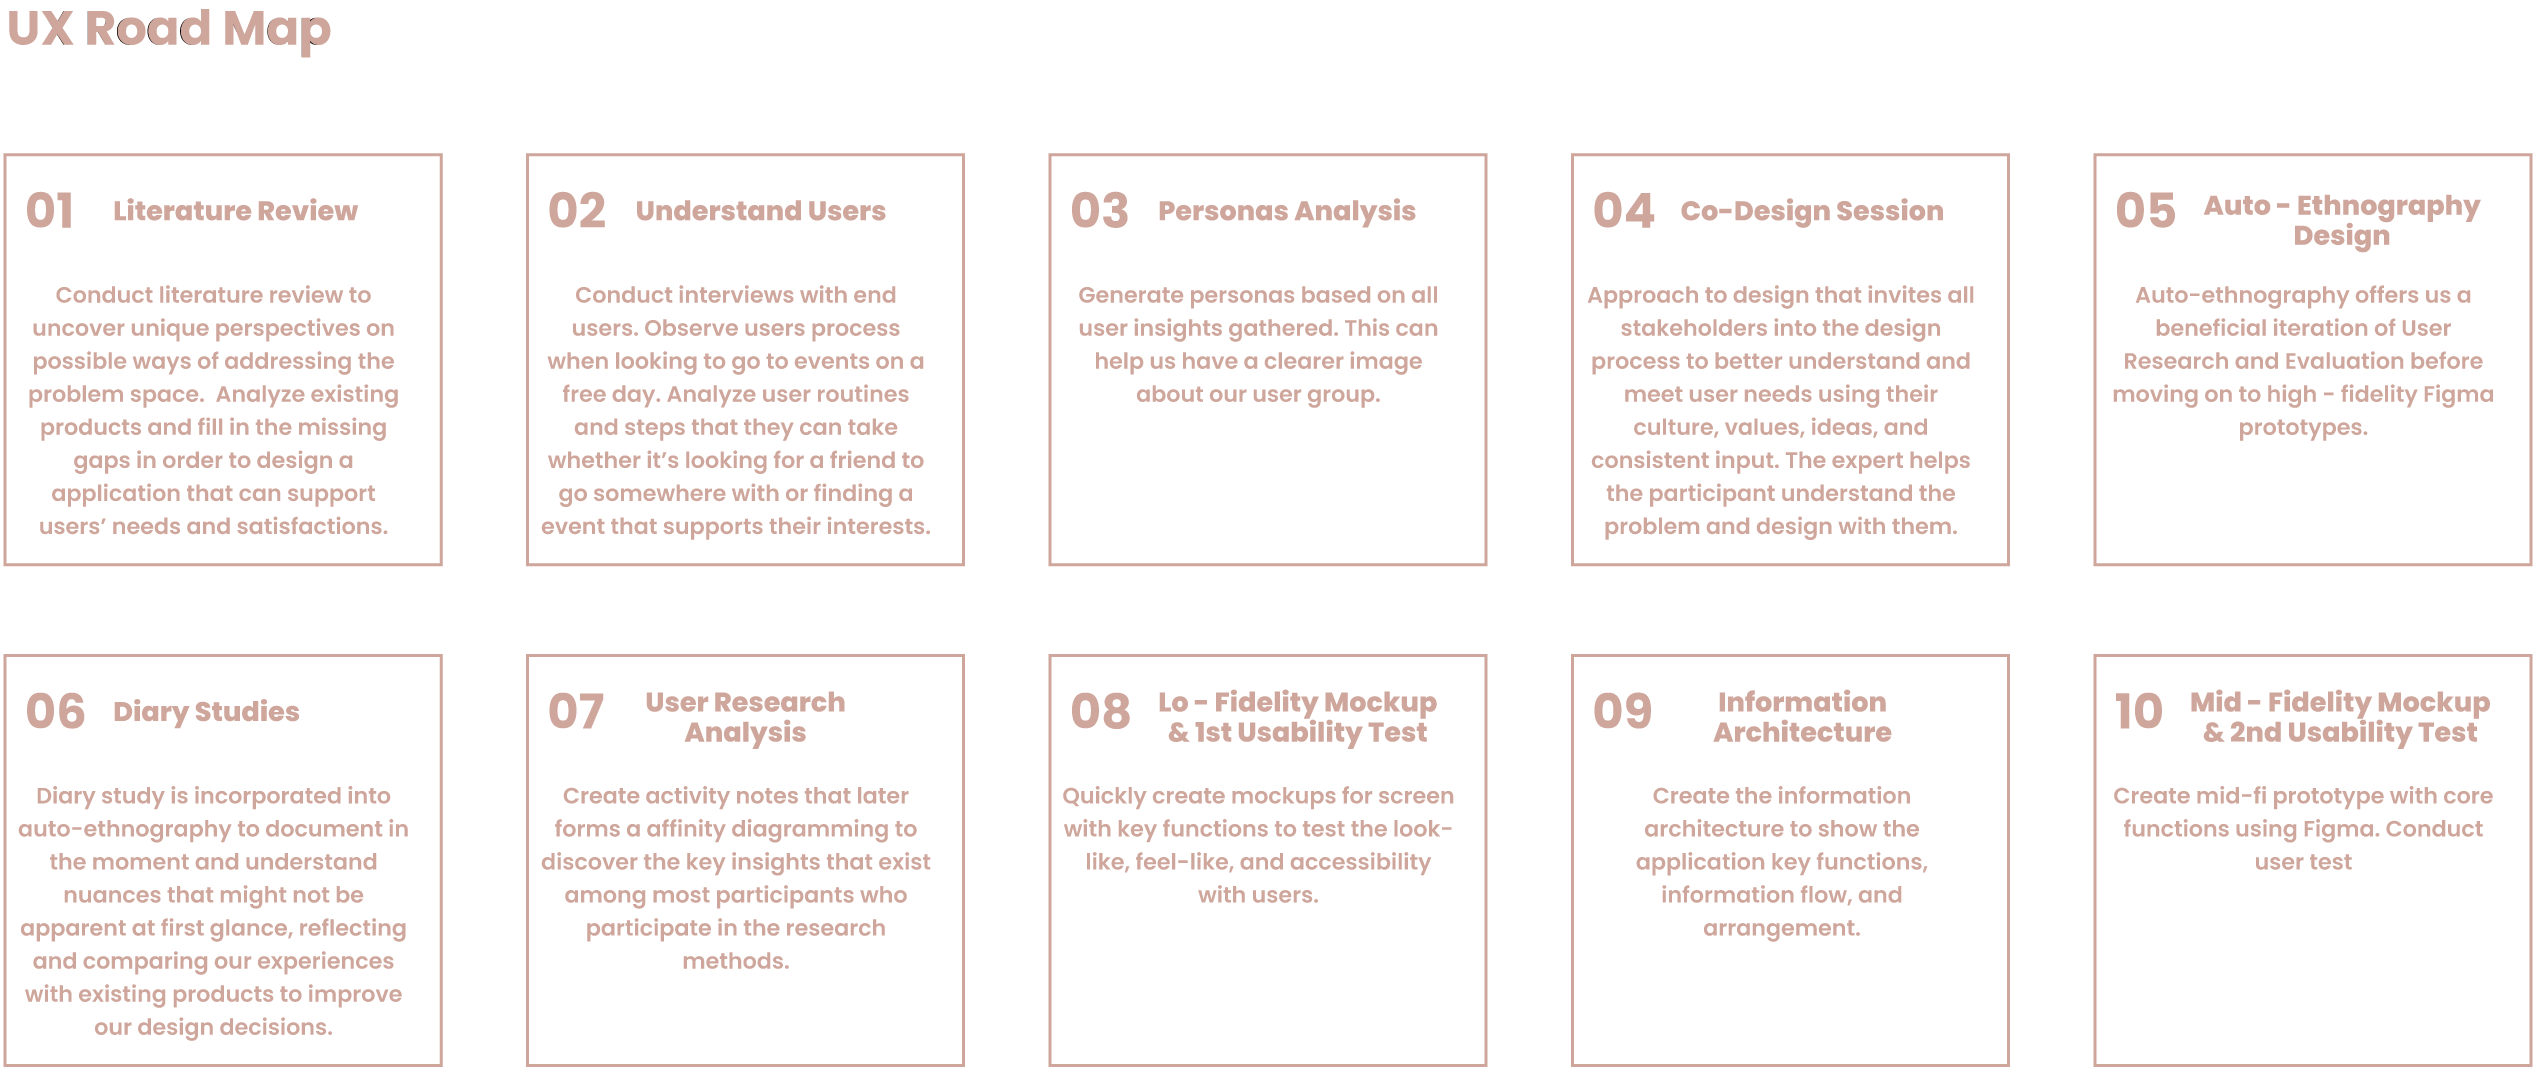 UX Road Map
01 Literature Review
Conduct literature review to
uncover unique perspectives on
possible ways of addressing the
problem space.  Analyze existing
products and fill in the missing
gaps in order to design a
application that can support
users’ needs and satisfactions.
02 Understand Users
Conduct interviews with end
users. Observe users process
when looking to go to events on a
free day. Analyze user routines
and steps that they can take
whether it’s looking for a friend to
go somewhere with or finding a
event that supports their interests.
03 Personas Analysis
Generate personas based on all
user insights gathered. This can
help us have a clearer image
about our user group.
04 Co-Design Session
Approach to design that invites all
stakeholders into the design
process to better understand and
meet user needs using their
culture, values, ideas, and
consistent input. The expert helps
the participant understand the
problem and design with them.
05 Auto - Ethnography
Design
Auto-ethnography offers us a
beneficial iteration of User
Research and Evaluation before
moving on to high - fidelity Figma
prototypes.
06 Diary Studies
Diary study is incorporated into
auto-ethnography to document in
the moment and understand
nuances that might not be
apparent at first glance, reflecting
and comparing our experiences
with existing products to improve
our design decisions.
07 User Research
Analysis
Create activity notes that later
forms a affinity diagramming to
discover the key insights that exist
among most participants who
participate in the research
methods.
08 Lo - Fidelity Mockup
& 1st Usability Test
Quickly create mockups for screen
with key functions to test the look-
like, feel-like, and accessibility
with users.
09 Information
Architecture
Create the information
architecture to show the
application key functions,
information flow, and
arrangement.
10 Mid - Fidelity Mockup
& 2nd Usability Test
Create mid-fi prototype with core
functions using Figma. Conduct
user test